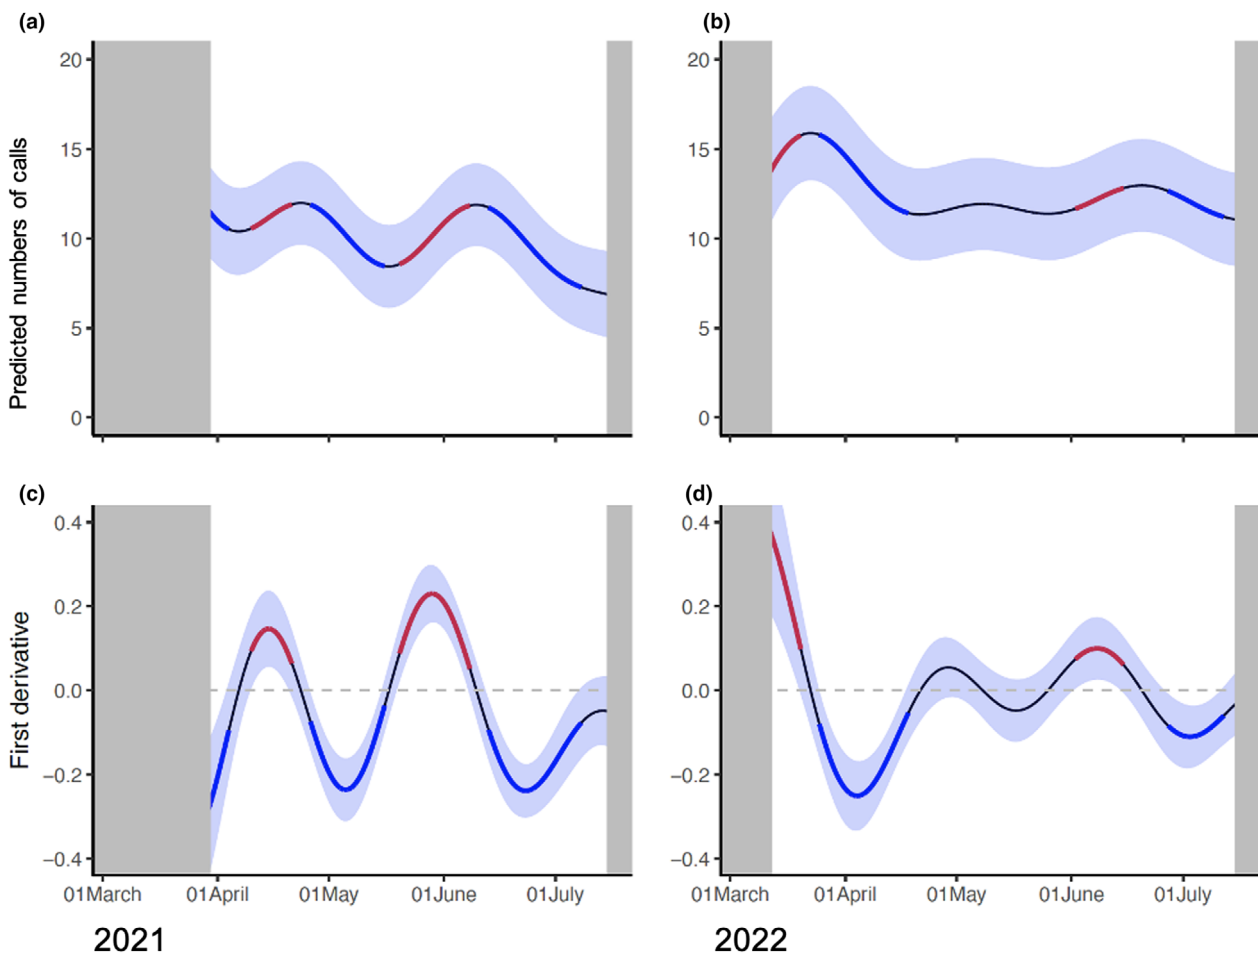 (a)
(b)
Predicted numbers of calls
20
15
10
5
0
20
15
10
5
0
(c)
(d)
First derivative
0.4
0.2
0.0
−0.2
−0.4
0.4
0.2
0.0
−0.2
−0.4
01March 01April 01May 01June 01July
01March 01April 01May 01June 01July
2021
2022